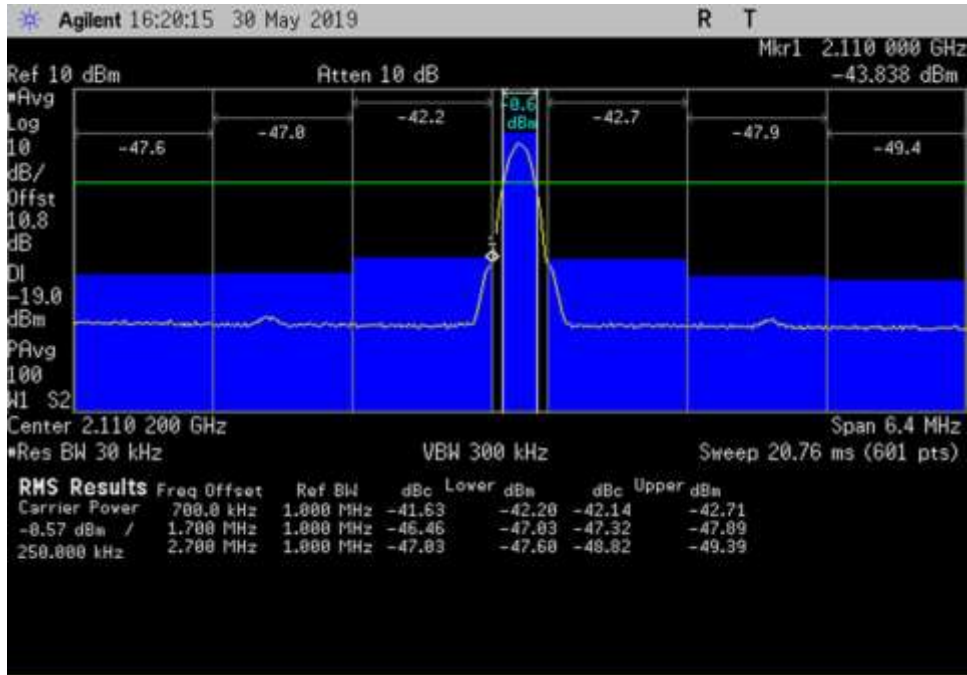 Agilent 16:20:15 30 May 2019 R T
Mkr1 2.110 000 GHz
Ref 10 dBm Atten 10 dB -43.838 dBm
*Avg
Log
10
dB/
Offst
10.8
dB
DI
-19.0
dBm
PAvg
100
W1 S2
-47.6
-47.0
-42.2
-0.6
dBm
-42.7
-47.9
-49.4
1
Center 2.110 200 GHz Span 6.4 MHz
*Res BW 30 kHz VBW 300 kHz Sweep 20.76 ms (601 pts)
RMS Results Freq Offset Ref BW dBc Lower dBm dBc Upper dBm
Carrier Power 700.0 kHz 1.000 MHz -41.63 -42.20 -42.14 -42.71
-0.57 dBm / 1.700 MHz 1.000 MHz -46.46 -47.03 -47.32 -47.89
250.000 kHz 2.700 MHz 1.000 MHz -47.03 -47.60 -48.82 -49.39